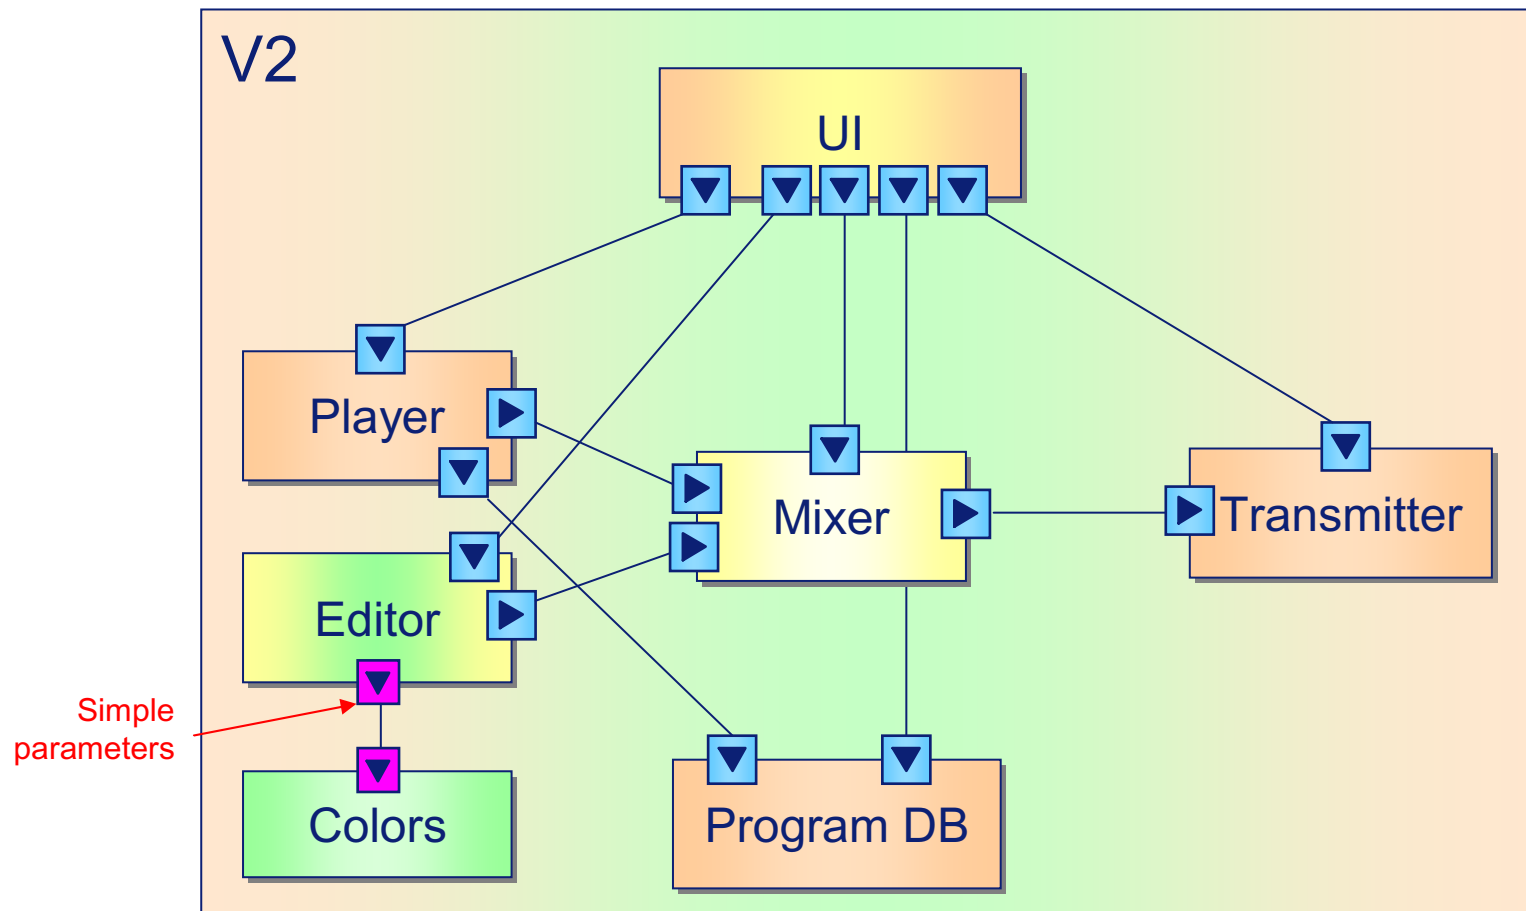 V2
UI
Player
Mixer
Transmitter
Editor
Simple
parameters
Colors
Program DB